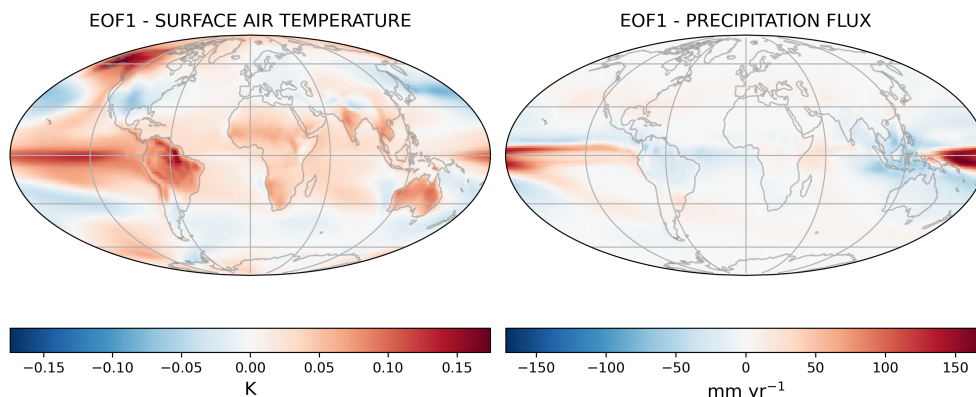 EOF1 - SURFACE AIR TEMPERATURE
EOF1 - PRECIPITATION FLUX
−0.15 −0.10 −0.05 0.00 0.05 0.10 0.15
K
−150 −100 −50 0 50 100 150
mm yr⁻¹